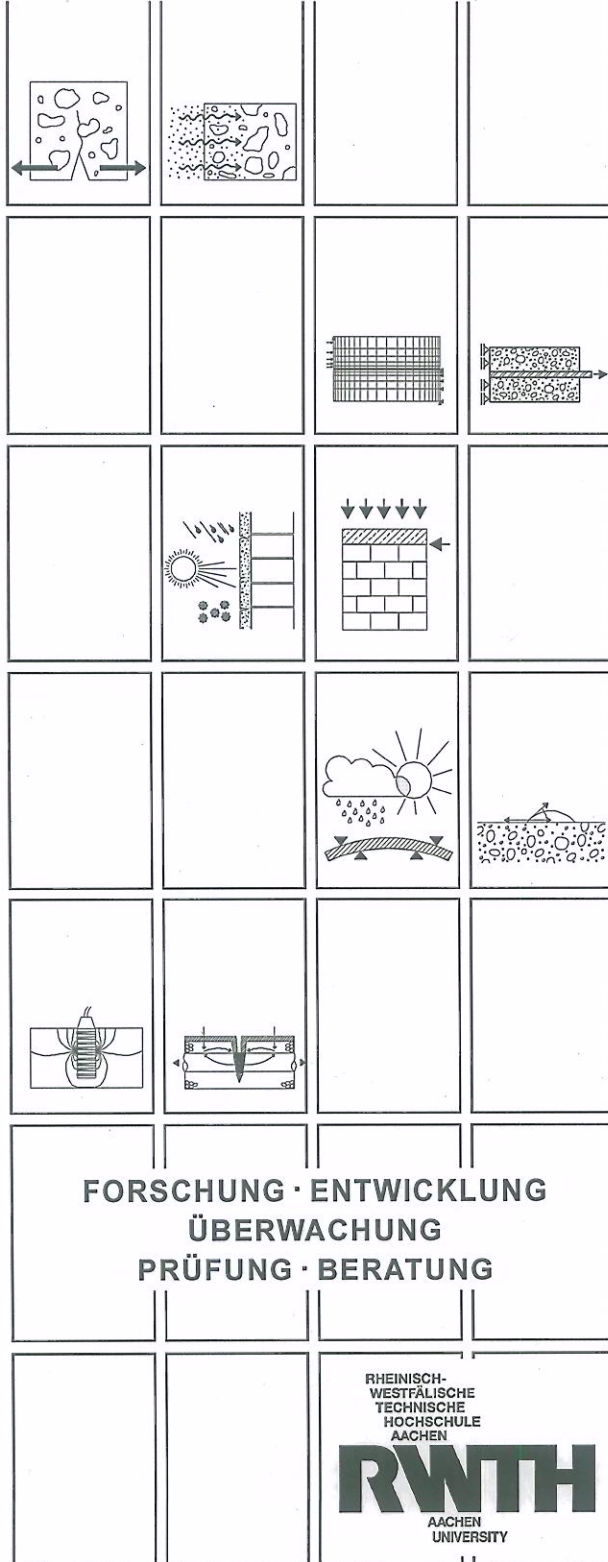 FORSCHUNG · ENTWICKLUNG
ÜBERWACHUNG
PRÜFUNG · BERATUNG
RHEINISCH-
WESTFÄLISCHE
TECHNISCHE
HOCHSCHULE
AACHEN
RWTH
AACHEN
UNIVERSITY